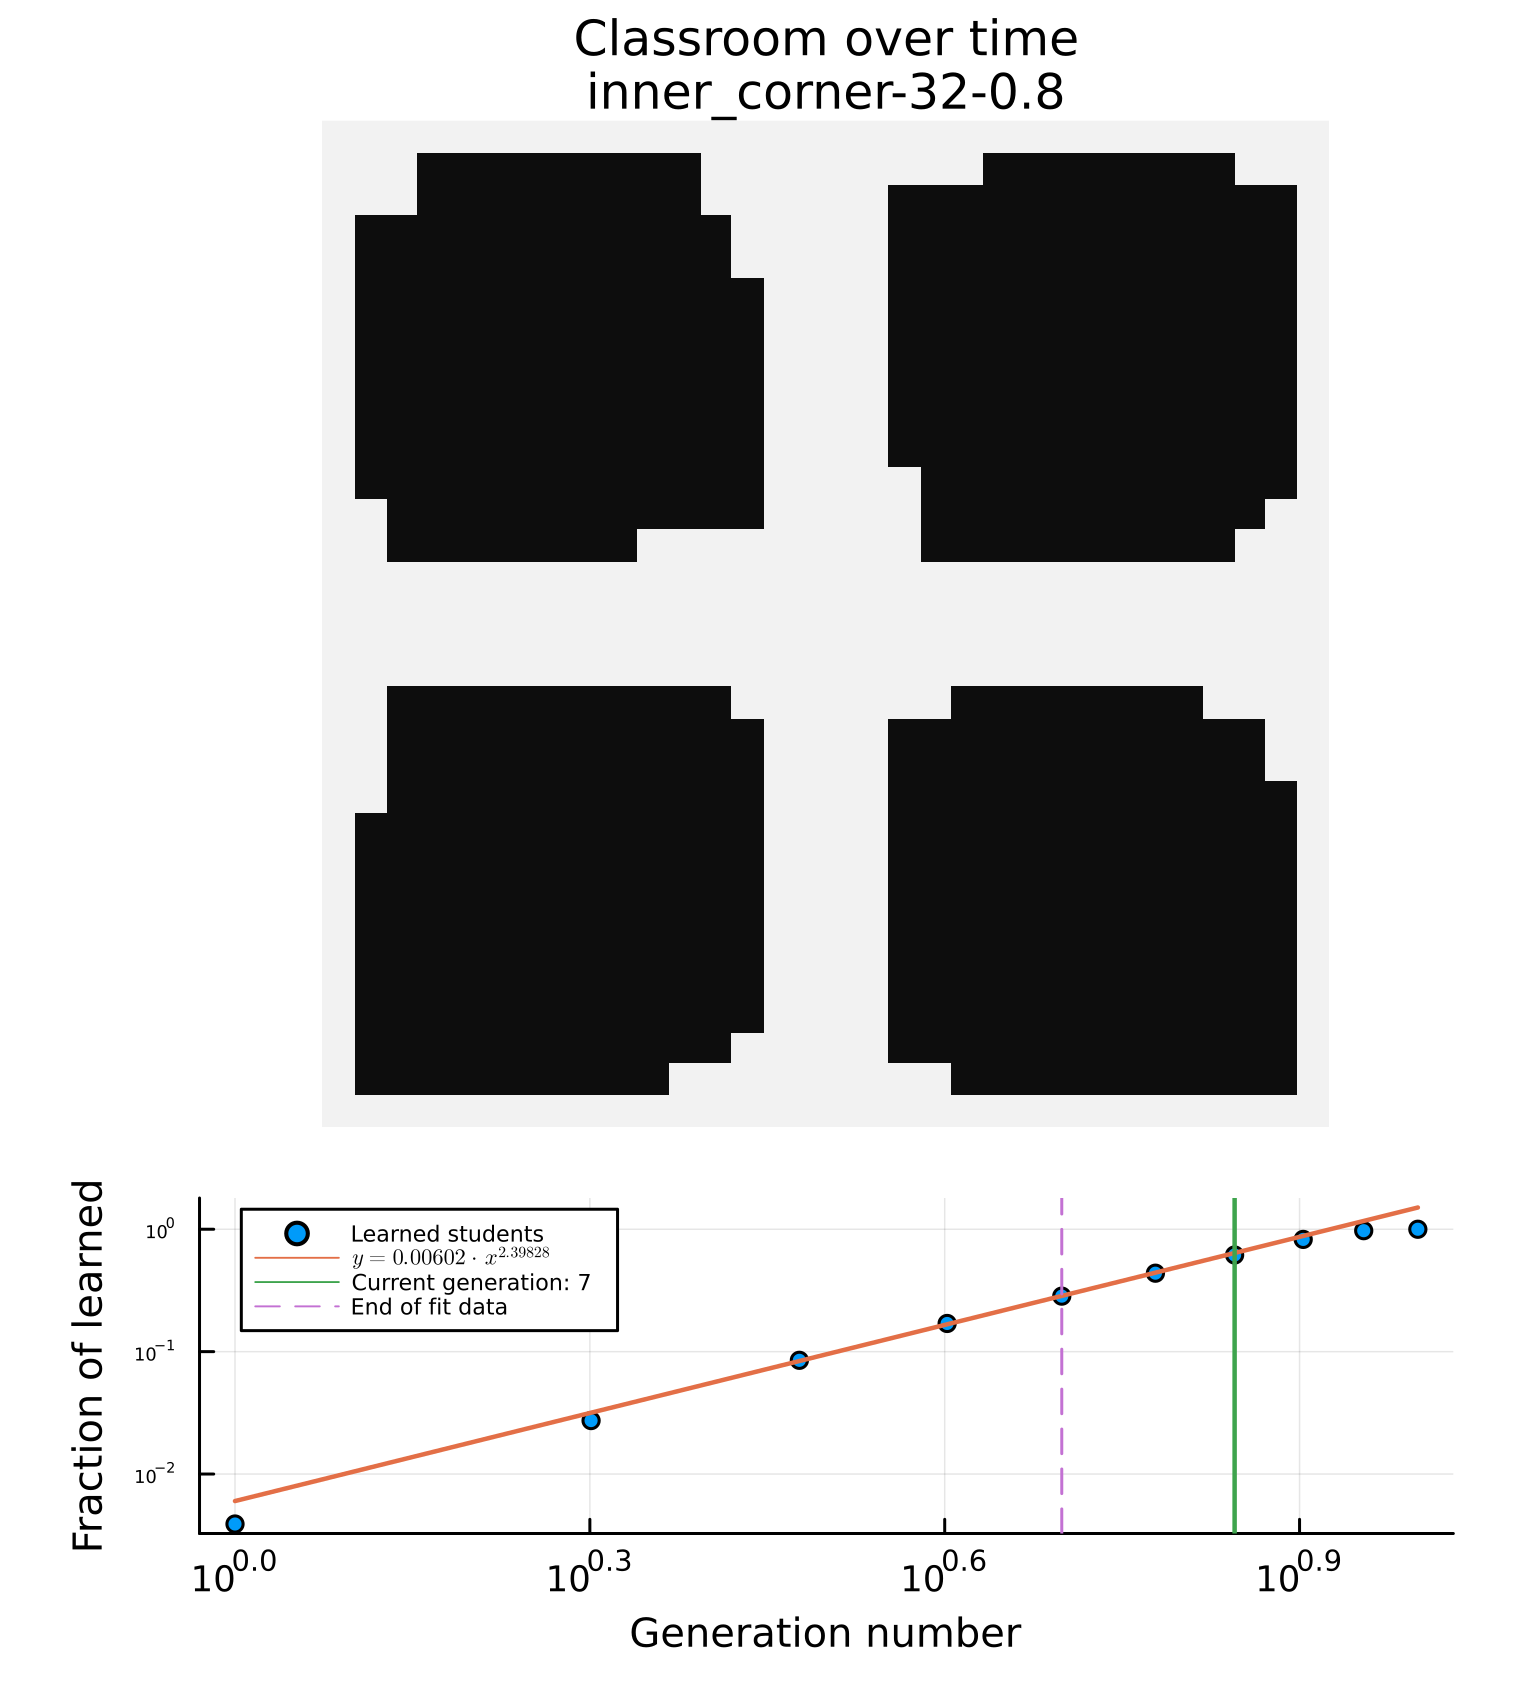 Classroom over time
inner_corner-32-0.8
Fraction of learned
10^0
10^−1
10^−2
Learned students
y = 0.00602 · x^2.39828
Current generation: 7
End of fit data
10^0.0 10^0.3 10^0.6 10^0.9
Generation number